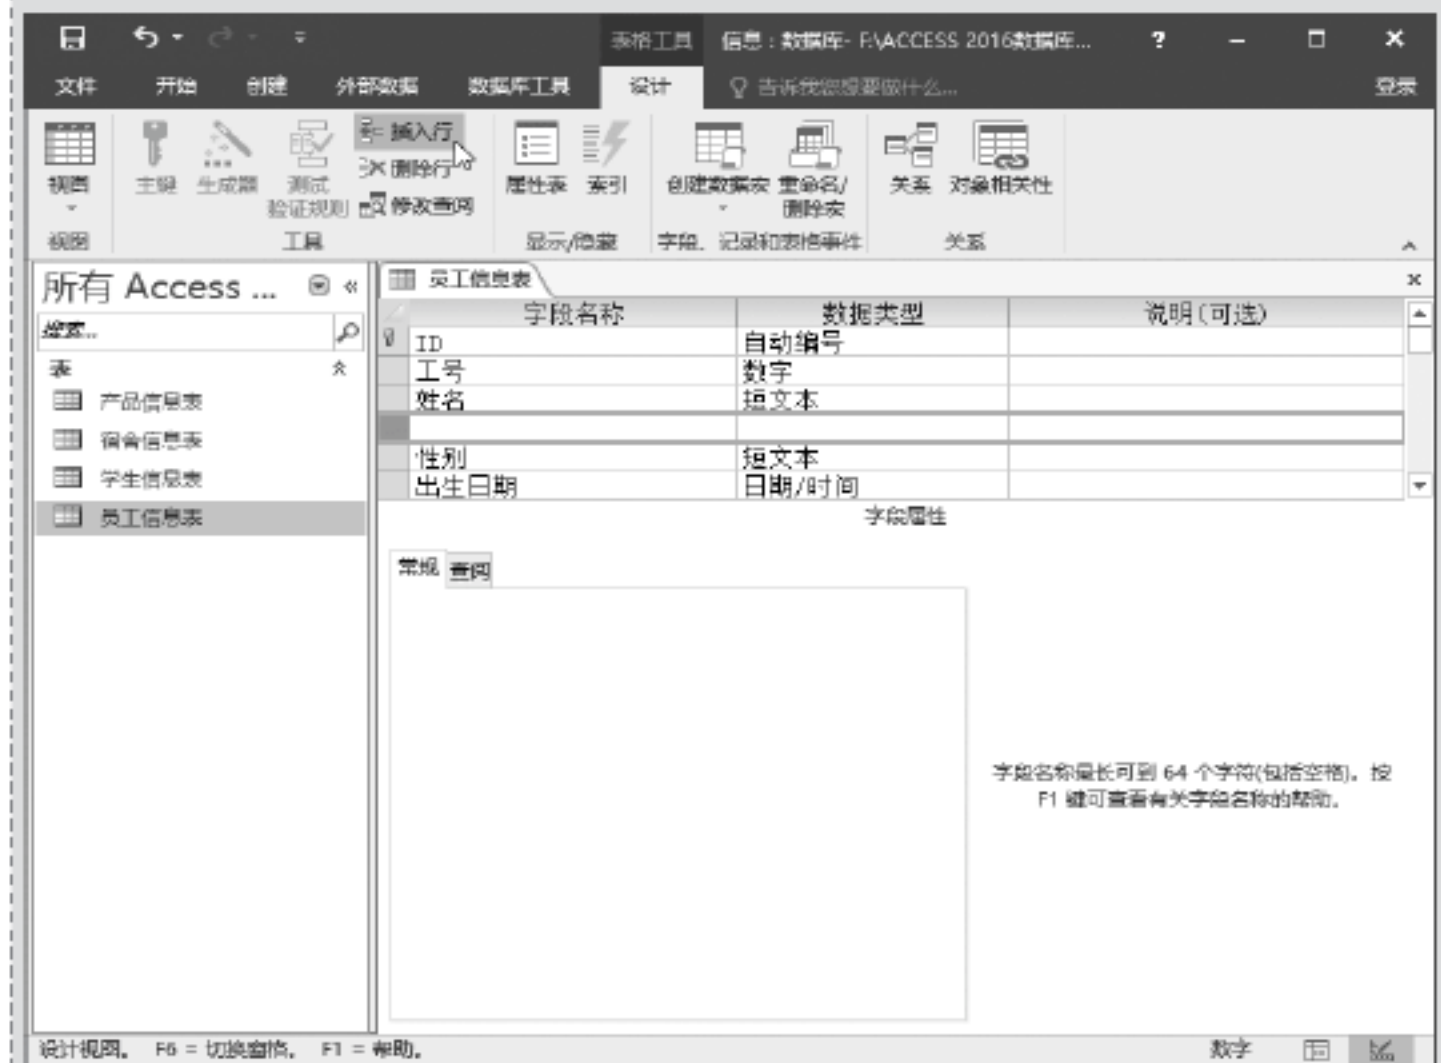 表格工具 信息：数据库- F:\ACCESS 2016数据库... ?
文件 开始 创建 外部数据 数据库工具 设计 告诉我您想要做什么... 登录
视图 主键 生成器 测试 验证规则 插入行 删除行 修改查阅 属性表 索引 创建数据宏 重命名/ 删除宏 关系 对象相关性
视图 工具 显示/隐藏 字段、记录和表格事件 关系
所有 Access ... «
搜索...
表
产品信息表
宿舍信息表
学生信息表
员工信息表
员工信息表
字段名称 数据类型 说明(可选)
ID 自动编号
工号 数字
姓名 短文本
性别 短文本
出生日期 日期/时间
字段属性
常规 查阅
字段名称最长可到 64 个字符(包括空格)。按
F1 键可查看有关字段名称的帮助。
设计视图。 F6 = 切换窗格。 F1 = 帮助。 数字